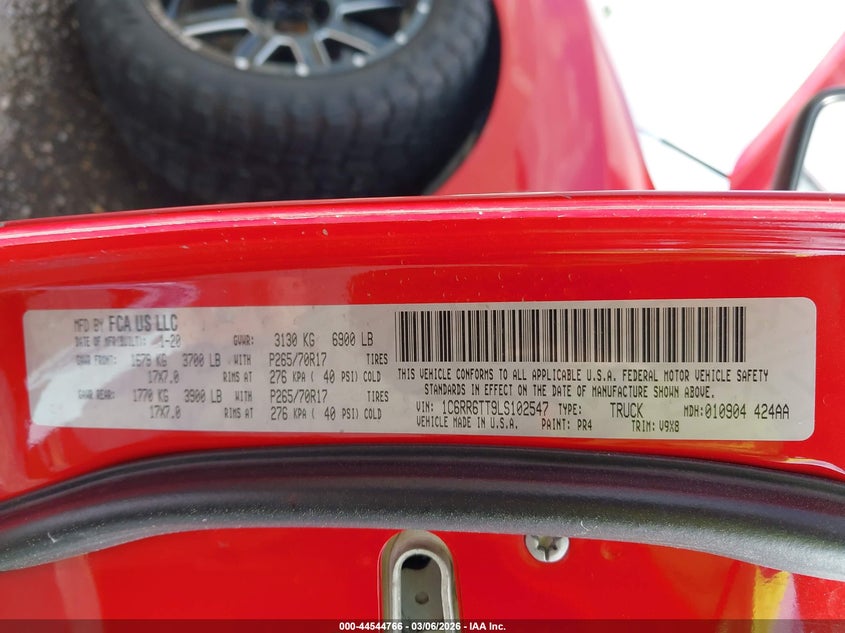 MFD BY FCA US LLC
DATE OF MFR(BUILT): 1-20 GVWR: 3130 KG 6900 LB
GAWR FRONT: 1679 KG 3700 LB WITH P265/70R17 TIRES
17X7.0 RIMS AT 276 KPA ( 40 PSI) COLD
GAWR REAR: 1770 KG 3900 LB WITH P265/70R17 TIRES
17X7.0 RIMS AT 276 KPA ( 40 PSI) COLD
THIS VEHICLE CONFORMS TO ALL APPLICABLE U.S.A. FEDERAL MOTOR VEHICLE SAFETY
STANDARDS IN EFFECT ON THE DATE OF MANUFACTURE SHOWN ABOVE.
VIN: 1C6RR6TT9LS102547 TYPE: TRUCK MDH:010904 424AA
VEHICLE MADE IN U.S.A. PAINT: PR4 TRIM: V9X8
000-44544766 - 03/06/2026 - IAA Inc.